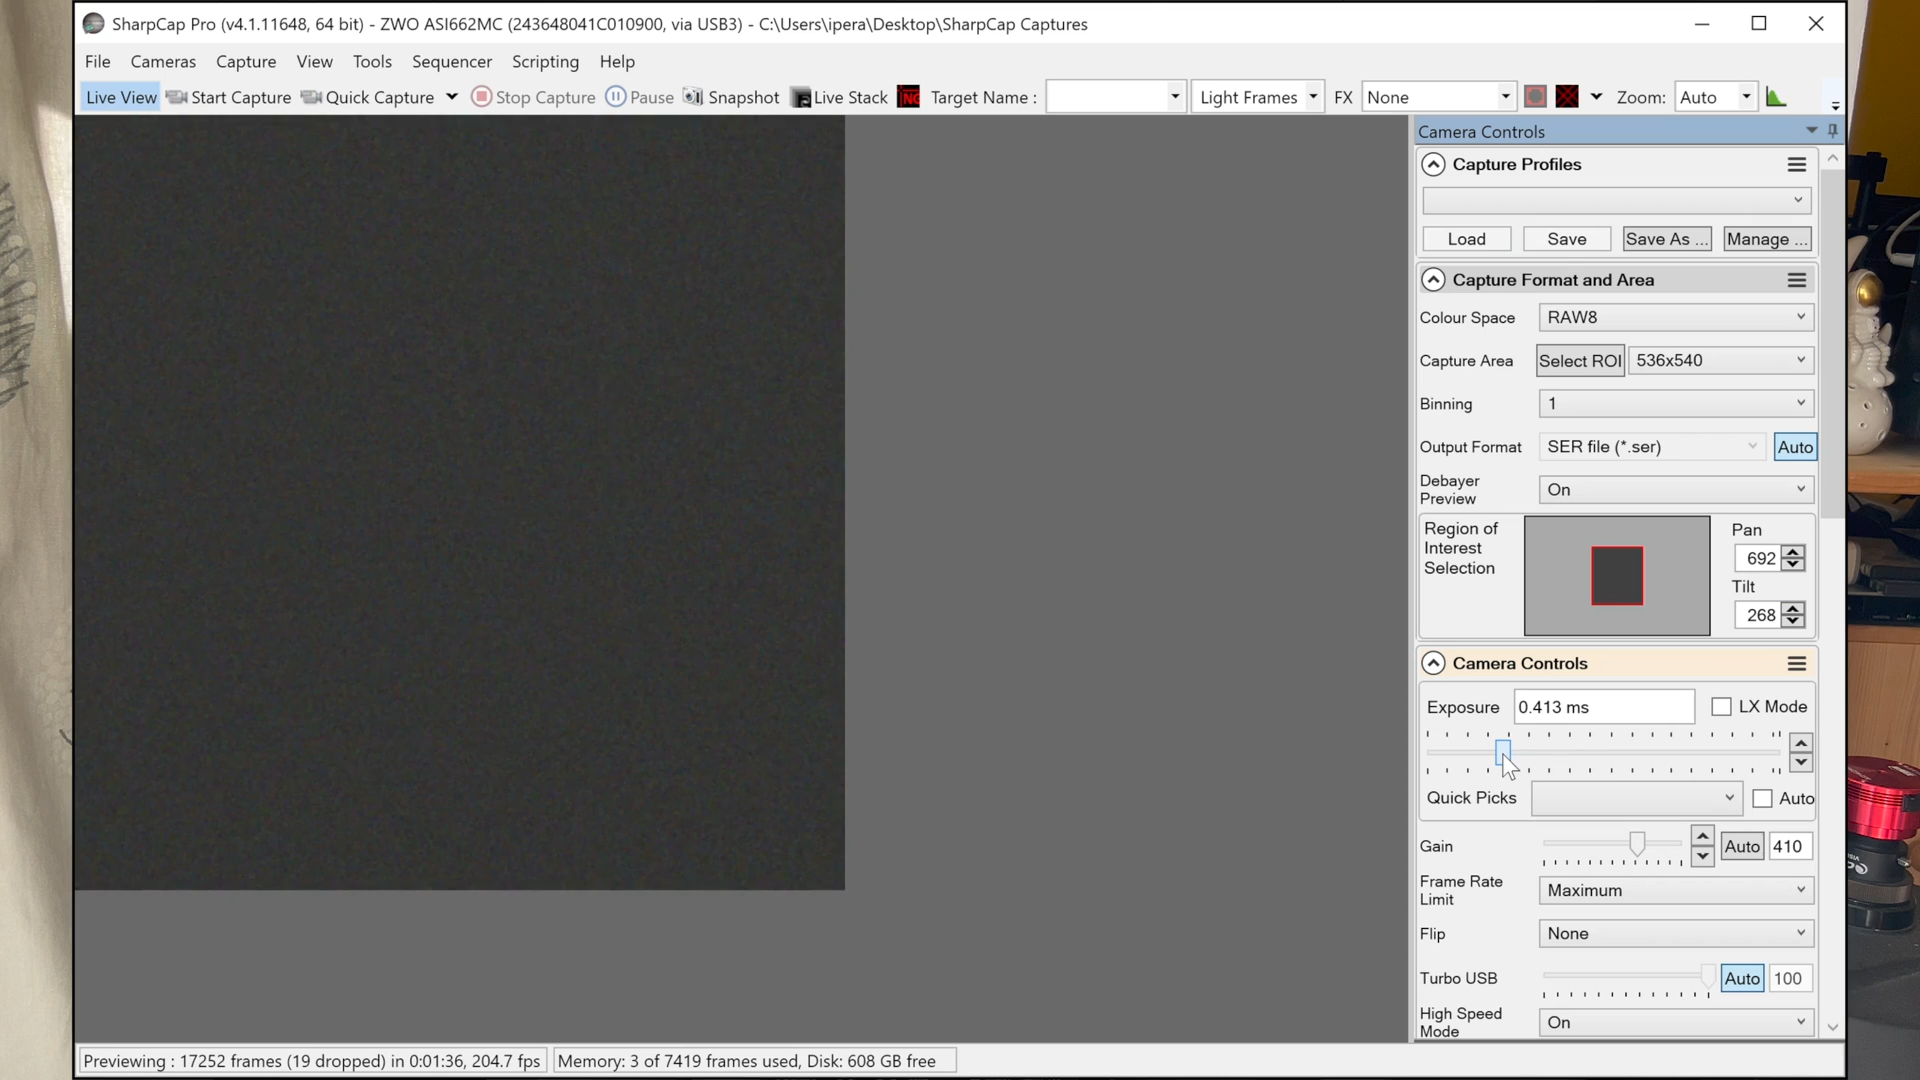 SharpCap Pro (v4.1.11648, 64 bit) - ZWO ASI662MC (243648041C010900, via USB3) - C:\Users\ipera\Desktop\SharpCap Captures
File Cameras Capture View Tools Sequencer Scripting Help
Live View Start Capture Quick Capture Stop Capture Pause Snapshot Live Stack Target Name : Light Frames FX None Zoom: Auto
Camera Controls
Capture Profiles
Load Save Save As ... Manage ...
Capture Format and Area
Colour Space RAW8
Capture Area Select ROI 536x540
Binning 1
Output Format SER file (*.ser) Auto
Debayer
Preview On
Region of
Interest
Selection
Pan
692
Tilt
268
Camera Controls
Exposure 0.413 ms LX Mode
Quick Picks Auto
Gain Auto 410
Frame Rate
Limit Maximum
Flip None
Turbo USB Auto 100
High Speed
Mode On
Previewing : 17252 frames (19 dropped) in 0:01:36, 204.7 fps Memory: 3 of 7419 frames used, Disk: 608 GB free